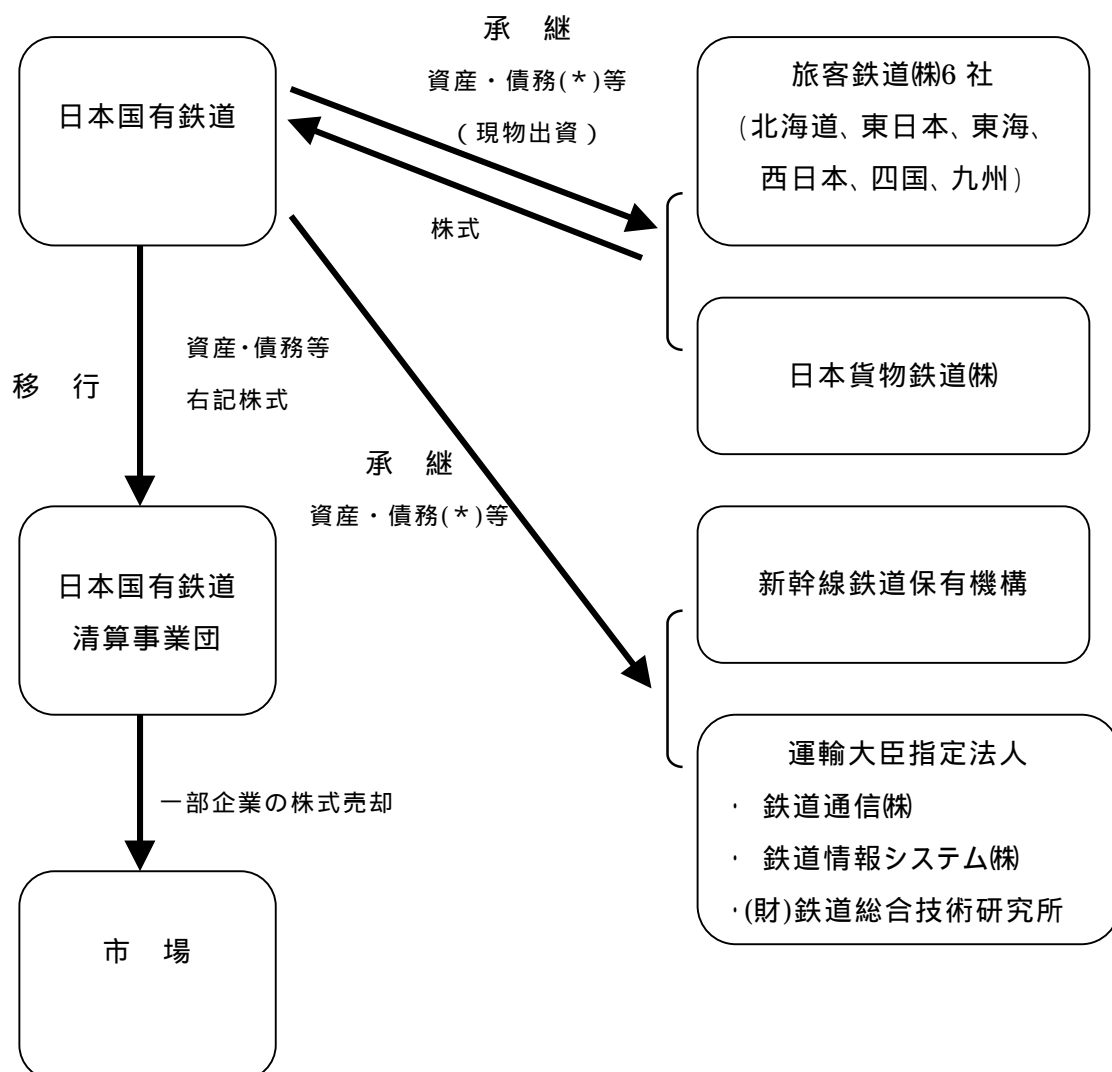 日本国有鉄道
承　継
資産・債務(*)等
(現物出資)
株式
旅客鉄道㈱6 社
(北海道、東日本、東海、
西日本、四国、九州)
日本貨物鉄道㈱
移　行
資産・債務等
右記株式
承　継
資産・債務(*)等
日本国有鉄道
清算事業団
新幹線鉄道保有機構
運輸大臣指定法人
・ 鉄道通信㈱
・ 鉄道情報システム㈱
・(財)鉄道総合技術研究所
一部企業の株式売却
市　場